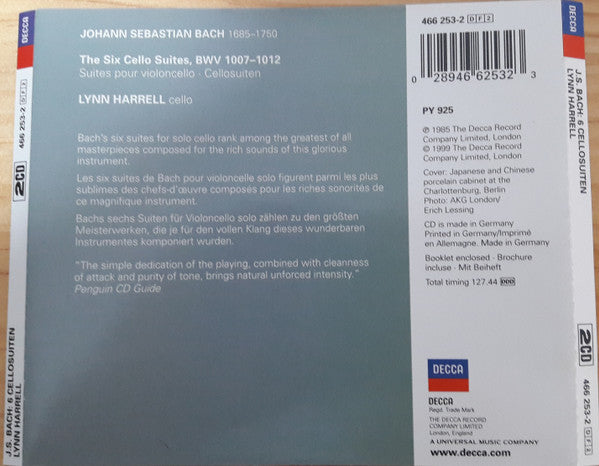 JOHANN SEBASTIAN BACH 1685–1750
The Six Cello Suites, BWV 1007–1012
Suites pour violoncello · Cellosuiten
LYNN HARRELL cello
Bach's six suites for solo cello rank among the greatest of all
masterpieces composed for the rich sounds of this glorious
instrument.
Les six suites de Bach pour violoncelle solo figurent parmi les plus
sublimes des chefs-d'œuvre composés pour les riches sonorités de
ce magnifique instrument.
Bachs sechs Suiten für Violoncello solo zählen zu den größten
Meisterwerken, die je für den vollen Klang dieses wunderbaren
Instrumentes komponiert wurden.
"The simple dedication of the playing, combined with cleanness
of attack and purity of tone, brings natural unforced intensity."
Penguin CD Guide
466 253-2 DF2
0 28946 62532 3
PY 925
℗ 1985 The Decca Record
Company Limited, London
© 1999 The Decca Record
Company Limited, London
Cover: Japanese and Chinese
porcelain cabinet at the
Charlottenburg, Berlin
Photo: AKG London/
Erich Lessing
CD is made in Germany
Printed in Germany/Imprimé
en Allemagne. Made in Germany
Booklet enclosed · Brochure
incluse · Mit Beiheft
Total timing 127.44 DDD
DECCA
DECCA
Regd. Trade Mark
THE DECCA RECORD
COMPANY LIMITED
London, England
A UNIVERSAL MUSIC COMPANY
www.decca.com
J.S. BACH: 6 CELLOSUITEN
LYNN HARRELL
2CD
466 253-2 DF2
DECCA
DECCA
J.S. BACH: 6 CELLOSUITEN
LYNN HARRELL
2CD
466 253-2 DF2